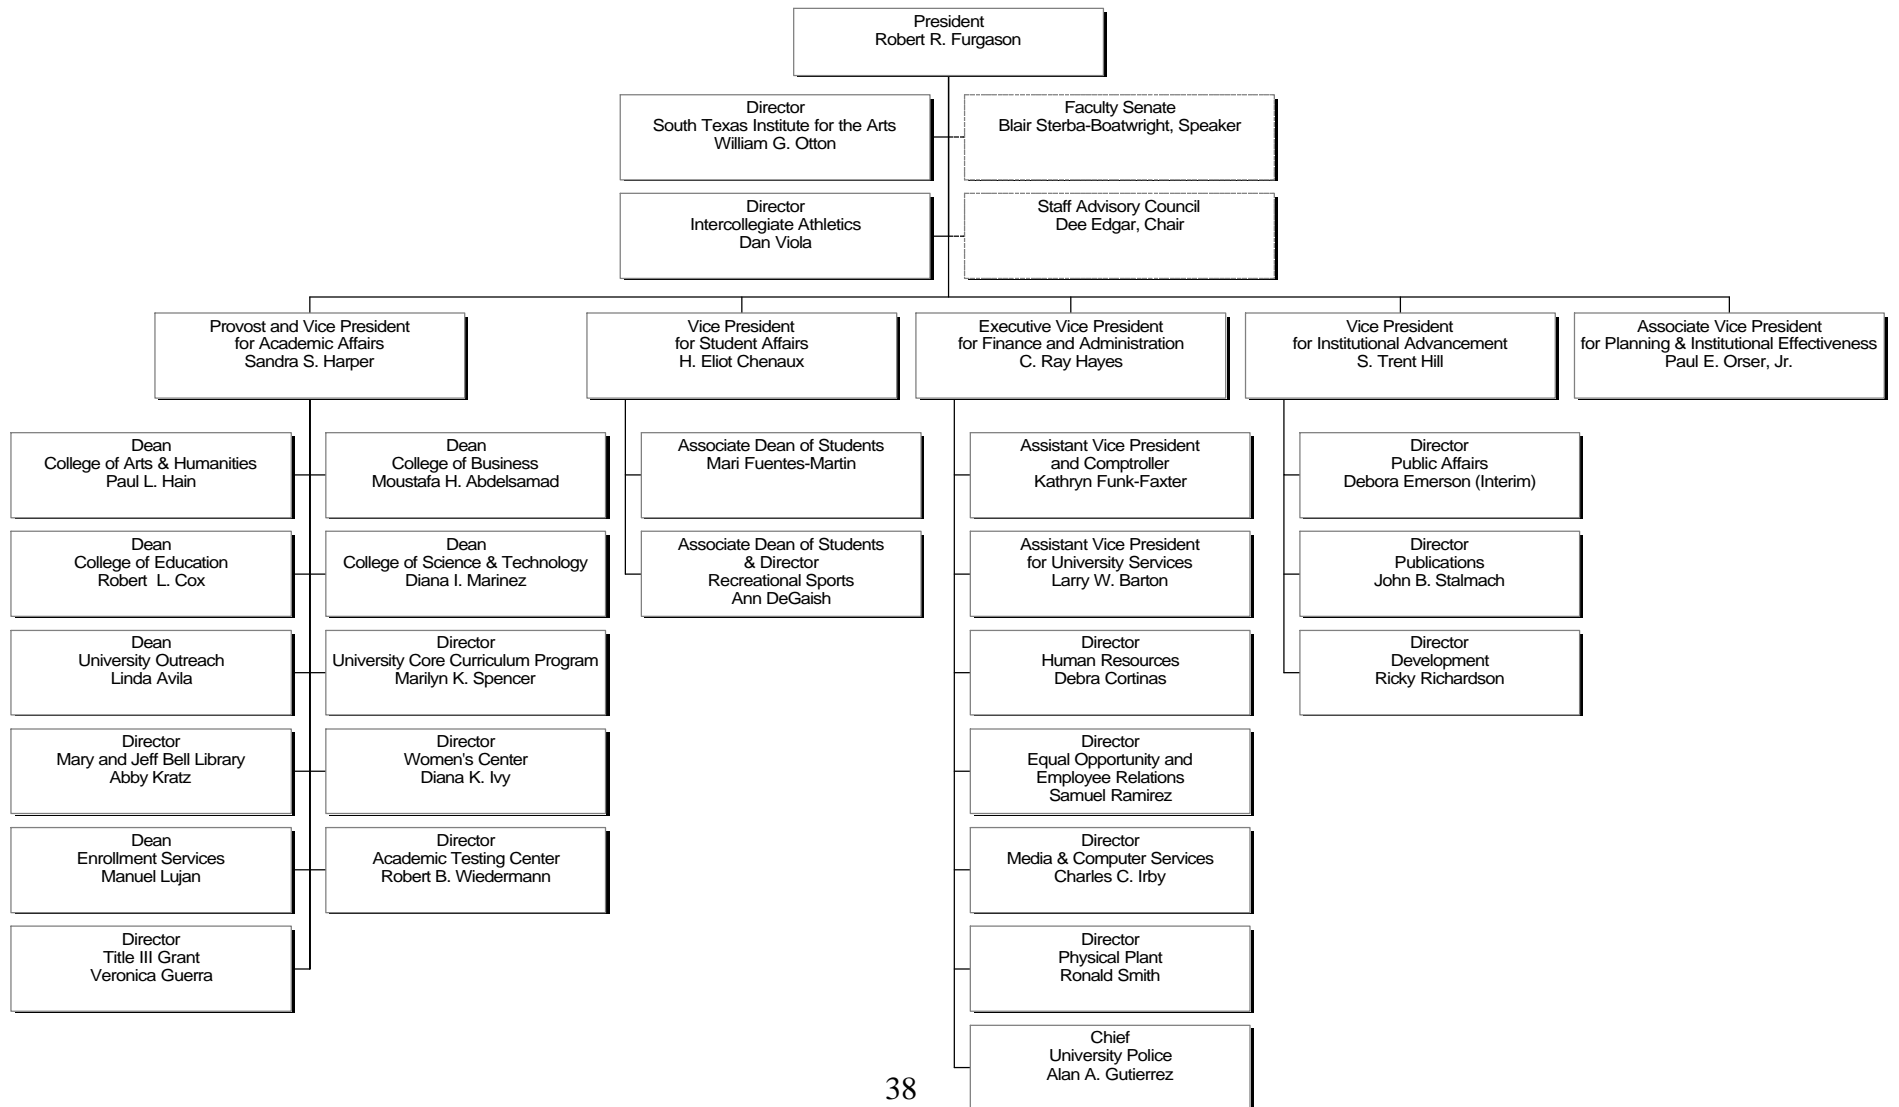 President
Robert R. Furgason
Director
South Texas Institute for the Arts
William G. Otton
Faculty Senate
Blair Sterba-Boatwright, Speaker
Director
Intercollegiate Athletics
Dan Viola
Staff Advisory Council
Dee Edgar, Chair
Provost and Vice President
for Academic Affairs
Sandra S. Harper
Vice President
for Student Affairs
H. Eliot Chenaux
Executive Vice President
for Finance and Administration
C. Ray Hayes
Vice President
for Institutional Advancement
S. Trent Hill
Associate Vice President
for Planning & Institutional Effectiveness
Paul E. Orser, Jr.
Dean
College of Arts & Humanities
Paul L. Hain
Dean
College of Business
Moustafa H. Abdelsamad
Dean
College of Education
Robert L. Cox
Dean
College of Science & Technology
Diana I. Marinez
Dean
University Outreach
Linda Avila
Director
University Core Curriculum Program
Marilyn K. Spencer
Director
Mary and Jeff Bell Library
Abby Kratz
Director
Women's Center
Diana K. Ivy
Dean
Enrollment Services
Manuel Lujan
Director
Academic Testing Center
Robert B. Wiedermann
Director
Title III Grant
Veronica Guerra
Associate Dean of Students
Mari Fuentes-Martin
Associate Dean of Students
& Director
Recreational Sports
Ann DeGaish
Assistant Vice President
and Comptroller
Kathryn Funk-Faxter
Assistant Vice President
for University Services
Larry W. Barton
Director
Human Resources
Debra Cortinas
Director
Equal Opportunity and
Employee Relations
Samuel Ramirez
Director
Media & Computer Services
Charles C. Irby
Director
Physical Plant
Ronald Smith
Chief
University Police
Alan A. Gutierrez
Director
Public Affairs
Debora Emerson (Interim)
Director
Publications
John B. Stalmach
Director
Development
Ricky Richardson
38